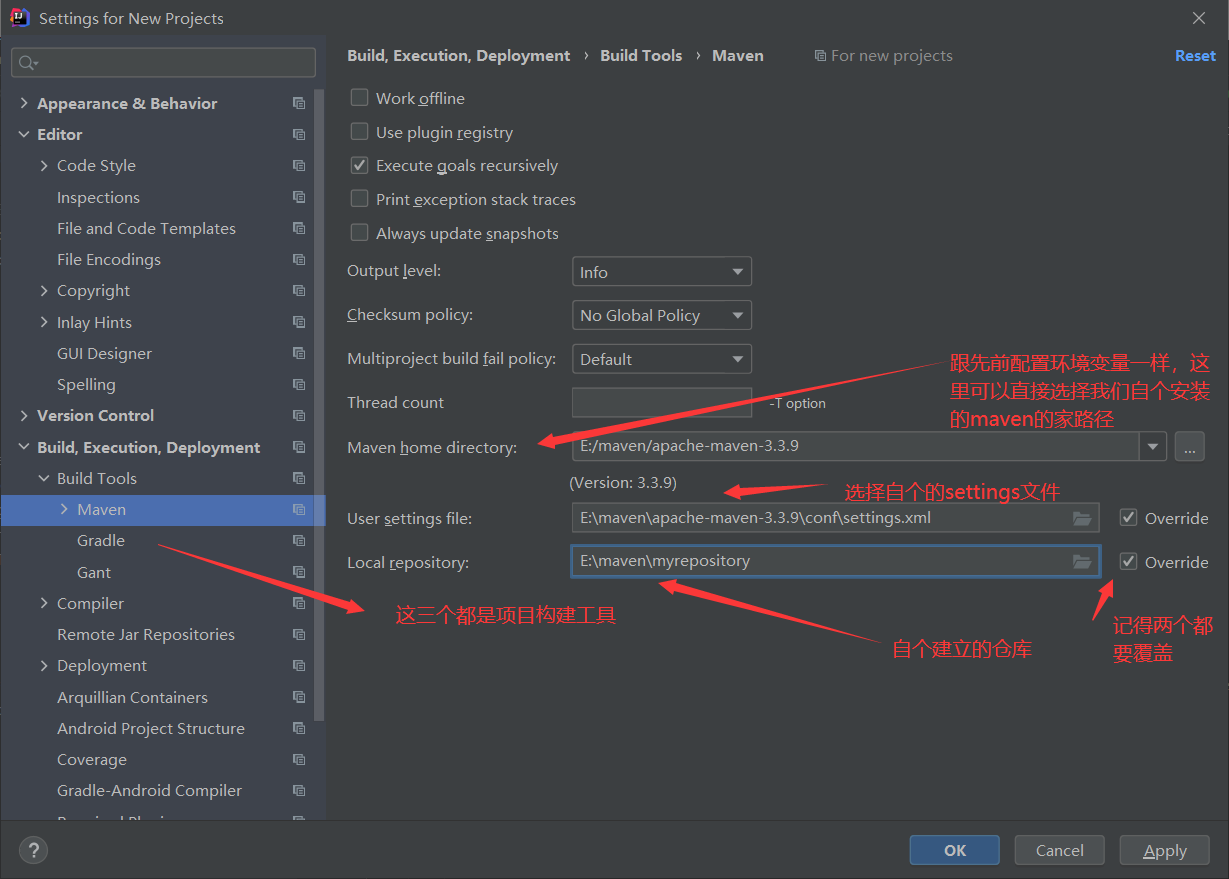 Settings for New Projects
Appearance & Behavior
Editor
Code Style
Inspections
File and Code Templates
File Encodings
Copyright
Inlay Hints
GUI Designer
Spelling
Version Control
Build, Execution, Deployment
Build Tools
Maven
Gradle
Gant
Compiler
Remote Jar Repositories
Deployment
Arquillian Containers
Android Project Structure
Coverage
Gradle-Android Compiler
Build, Execution, Deployment › Build Tools › Maven
For new projects
Reset
Work offline
Use plugin registry
Execute goals recursively
Print exception stack traces
Always update snapshots
Output level: Info
Checksum policy: No Global Policy
Multiproject build fail policy: Default
Thread count -T option
跟先前配置环境变量一样，这
里可以直接选择我们自个安装
的maven的家路径
Maven home directory: E:/maven/apache-maven-3.3.9 ...
(Version: 3.3.9)
选择自个的settings文件
User settings file: E:\maven\apache-maven-3.3.9\conf\settings.xml Override
Local repository: E:\maven\myrepository Override
这三个都是项目构建工具
自个建立的仓库
记得两个都
要覆盖
?
OK
Cancel
Apply